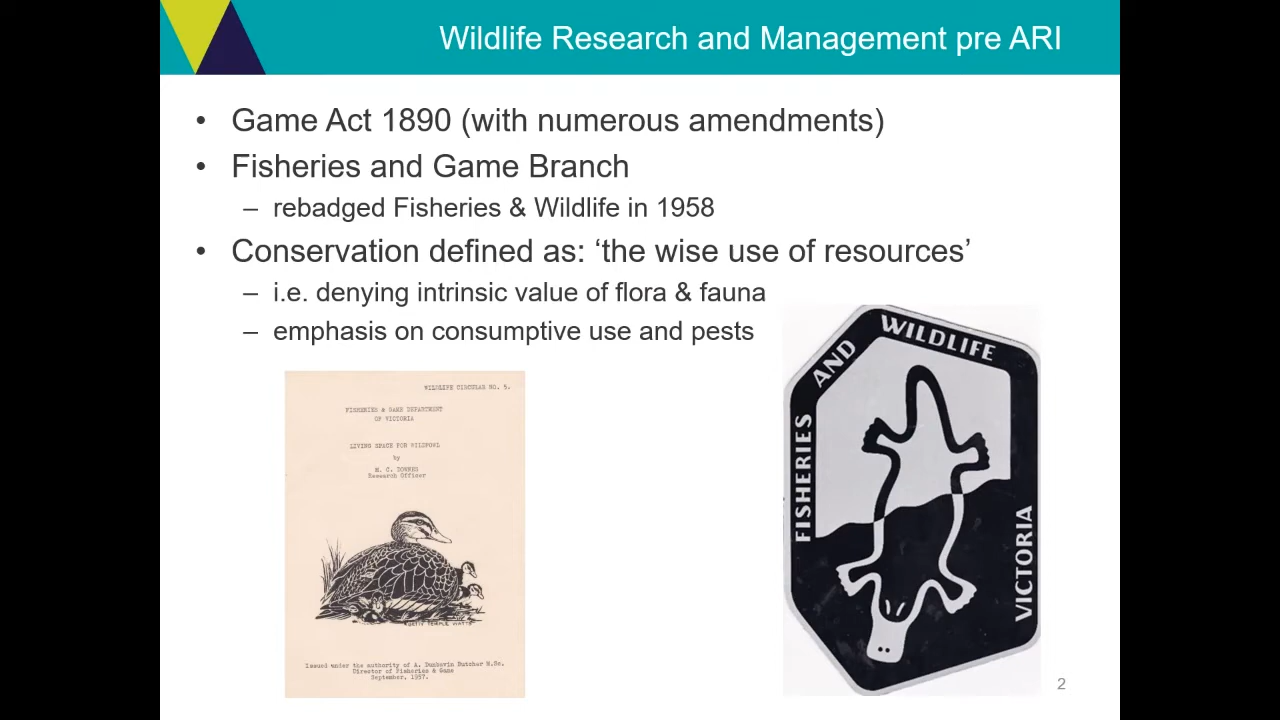 Wildlife Research and Management pre ARI
• Game Act 1890 (with numerous amendments)
• Fisheries and Game Branch
– rebadged Fisheries & Wildlife in 1958
• Conservation defined as: ‘the wise use of resources’
– i.e. denying intrinsic value of flora & fauna
– emphasis on consumptive use and pests
WILDLIFE CIRCULAR NO. 5.
FISHERIES & GAME DEPARTMENT
OF VICTORIA
LIVING SPACE FOR WILDFOWL
by
M. C. DOWNES
Research Officer
Issued under the authority of A. Dunbavin Butcher M.Sc.
Director of Fisheries & Game
September, 1957.
FISHERIES AND WILDLIFE
VICTORIA
2